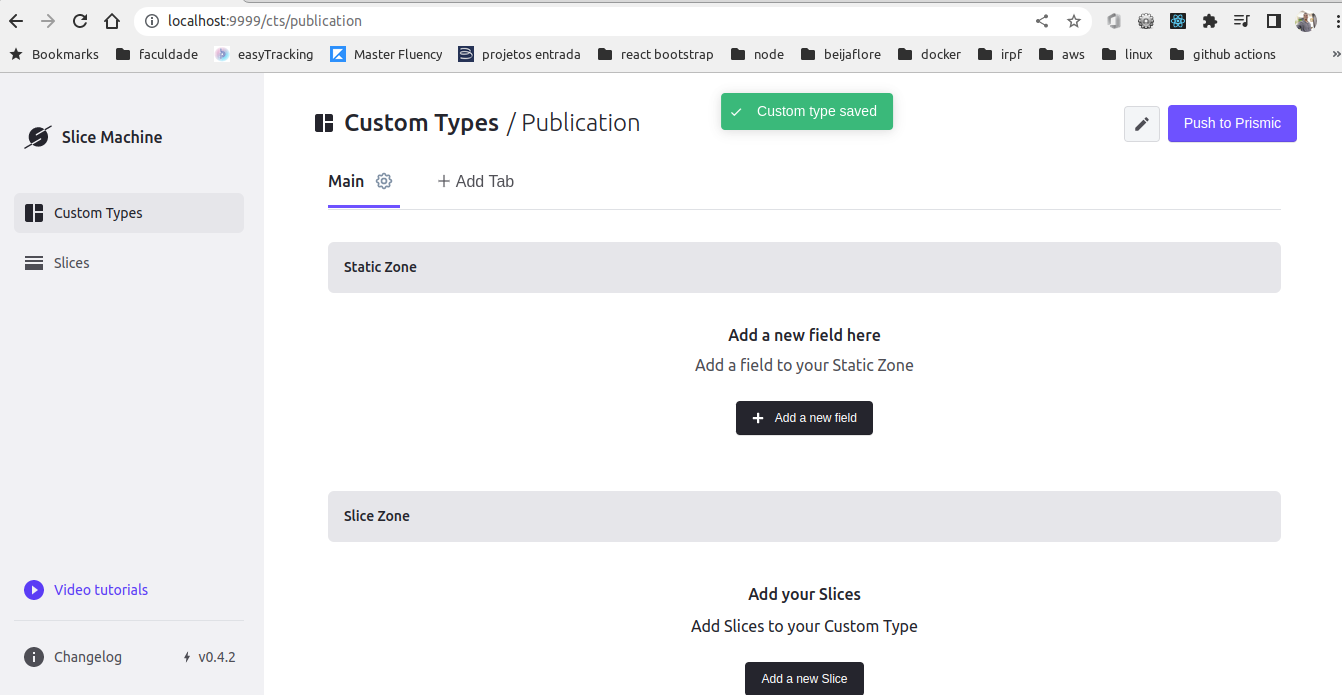 localhost:9999/cts/publication
Bookmarks faculdade easyTracking Master Fluency projetos entrada react bootstrap node beijaflore docker irpf aws linux github actions »
Slice Machine
Custom Types / Publication
Custom type saved
Push to Prismic
Main + Add Tab
Custom Types
Slices
Static Zone
Add a new field here
Add a field to your Static Zone
+ Add a new field
Slice Zone
Add your Slices
Add Slices to your Custom Type
Add a new Slice
Video tutorials
Changelog v0.4.2